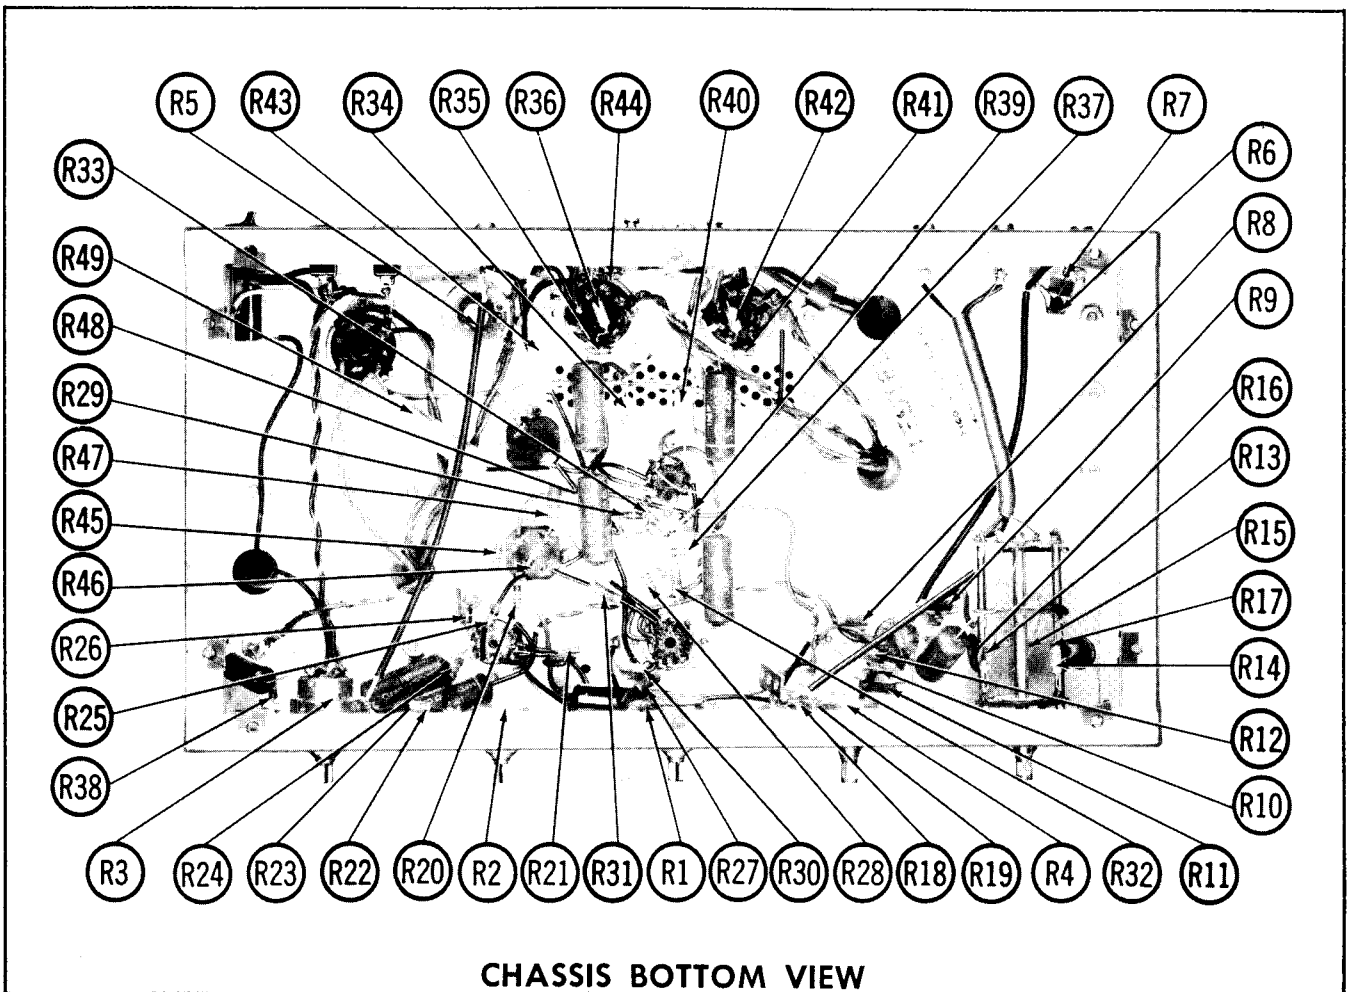 R5 R43 R34 R35 R36 R44 R40 R42 R41 R39 R37 R7
R33
R49
R48
R29
R47
R45
R46
R26
R25
R38
R6
R8
R9
R16
R13
R15
R17
R14
R12
R10
R3 R24 R23 R22 R20 R2 R21 R31 R1 R27 R30 R28 R18 R19 R4 R32 R11
CHASSIS BOTTOM VIEW